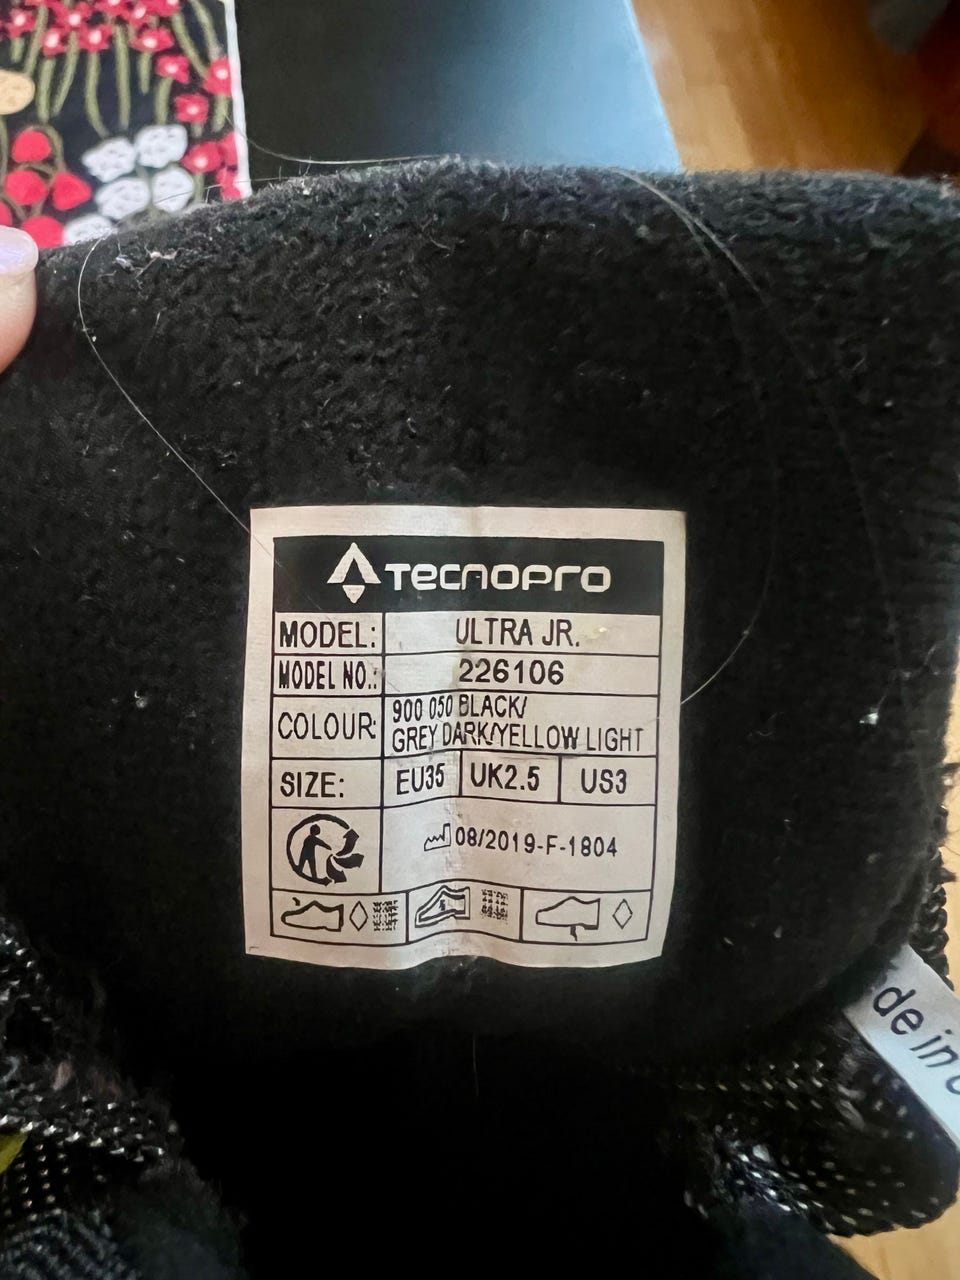 TECNOPRO
MODEL: ULTRA JR.
MODEL NO.: 226106
COLOUR: 900 050 BLACK/
GREY DARK/YELLOW LIGHT
SIZE: EU35 UK2.5 US3
08/2019-F-1804
de in